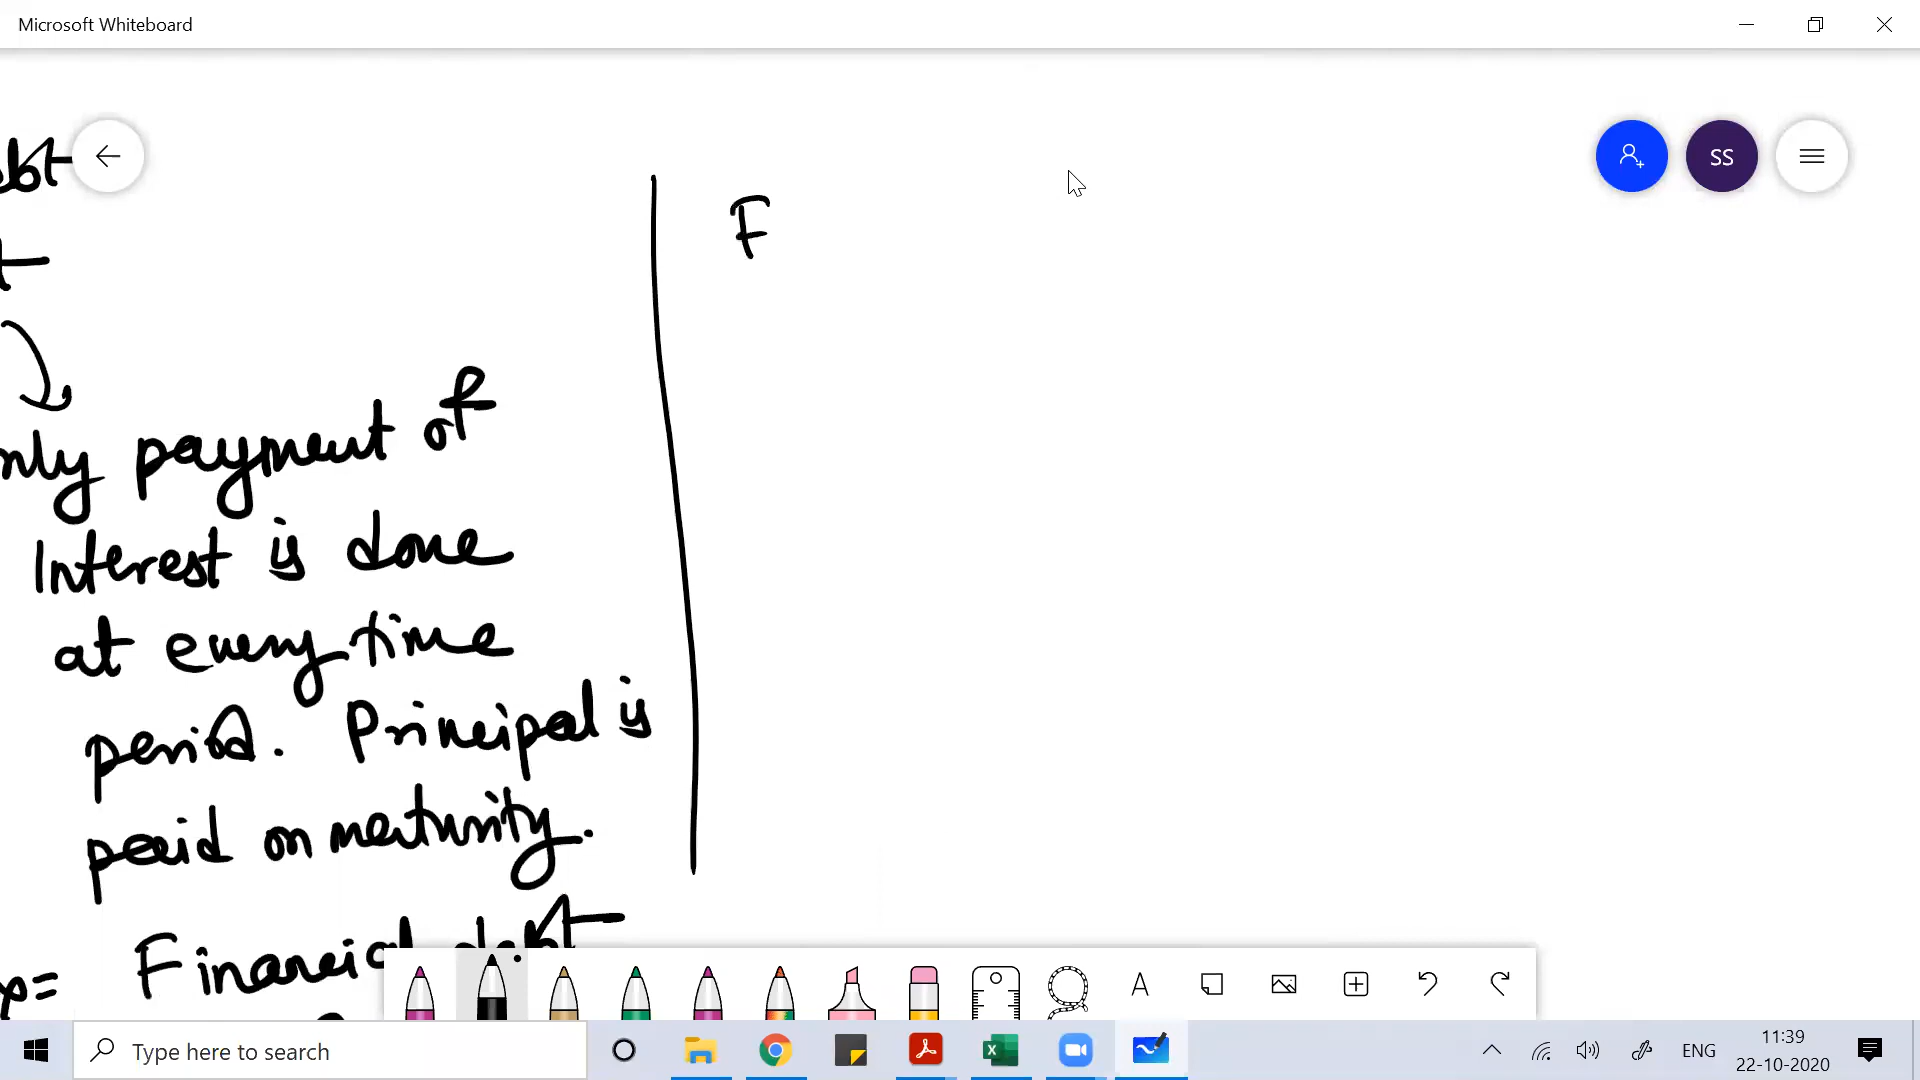 Microsoft Whiteboard
SS
F
payment of
Interest is done
at every time
period. Principal is
paid on maturity.
Financial debt
A
Type here to search
ENG
11:39
22-10-2020